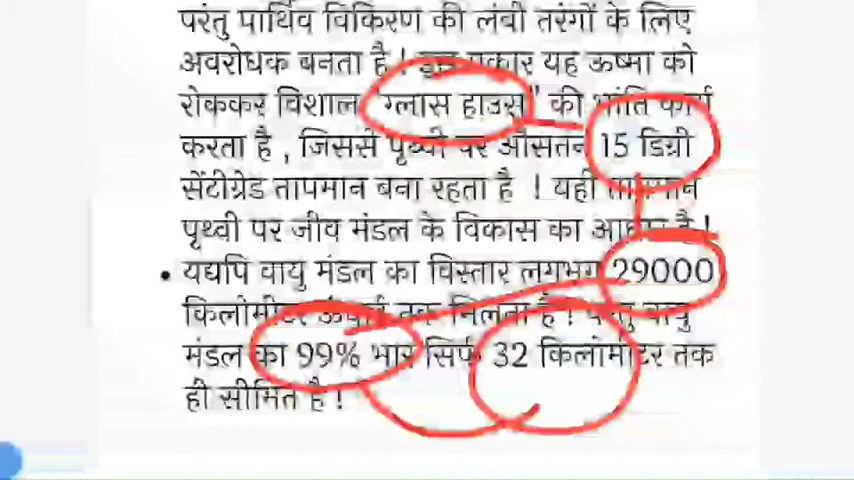 परंतु पार्थिव विकिरण की लंबी तरंगों के लिए
अवरोधक बनता है ! इस प्रकार यह ऊष्मा को
रोककर विशाल "ग्लास हाउस" की भांति कार्य
करता है , जिससे पृथ्वी पर औसतन 15 डिग्री
सेंटीग्रेड तापमान बना रहता है ! यही तापमान
पृथ्वी पर जीव मंडल के विकास का आधार है !
• यद्यपि वायु मंडल का विस्तार लगभग 29000
किलोमीटर ऊंचाई तक मिलता है ! परंतु वायु
मंडल का 99% भार सिर्फ 32 किलोमीटर तक
ही सीमित है !